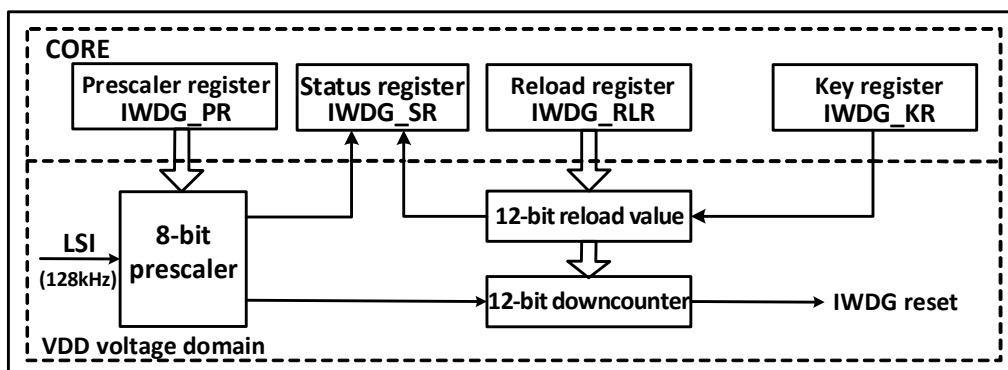 CORE
Prescaler register
IWDG_PR
Status register
IWDG_SR
Reload register
IWDG_RLR
Key register
IWDG_KR
LSI
(128kHz)
8-bit
prescaler
12-bit reload value
12-bit downcounter
IWDG reset
VDD voltage domain